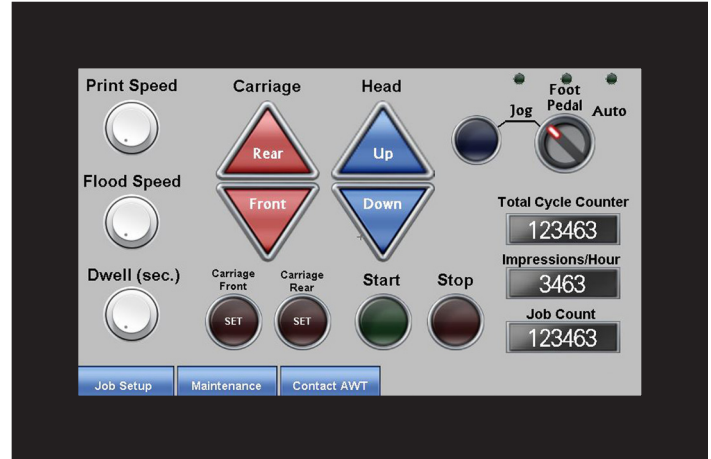 Print Speed
Carriage
Head
Foot
Pedal
Jog
Auto
Rear
Up
Flood Speed
Front
Down
Total Cycle Counter
123463
Impressions/Hour
3463
Dwell (sec.)
Carriage
Front
Carriage
Rear
Start
Stop
SET
SET
Job Count
123463
Job Setup
Maintenance
Contact AWT